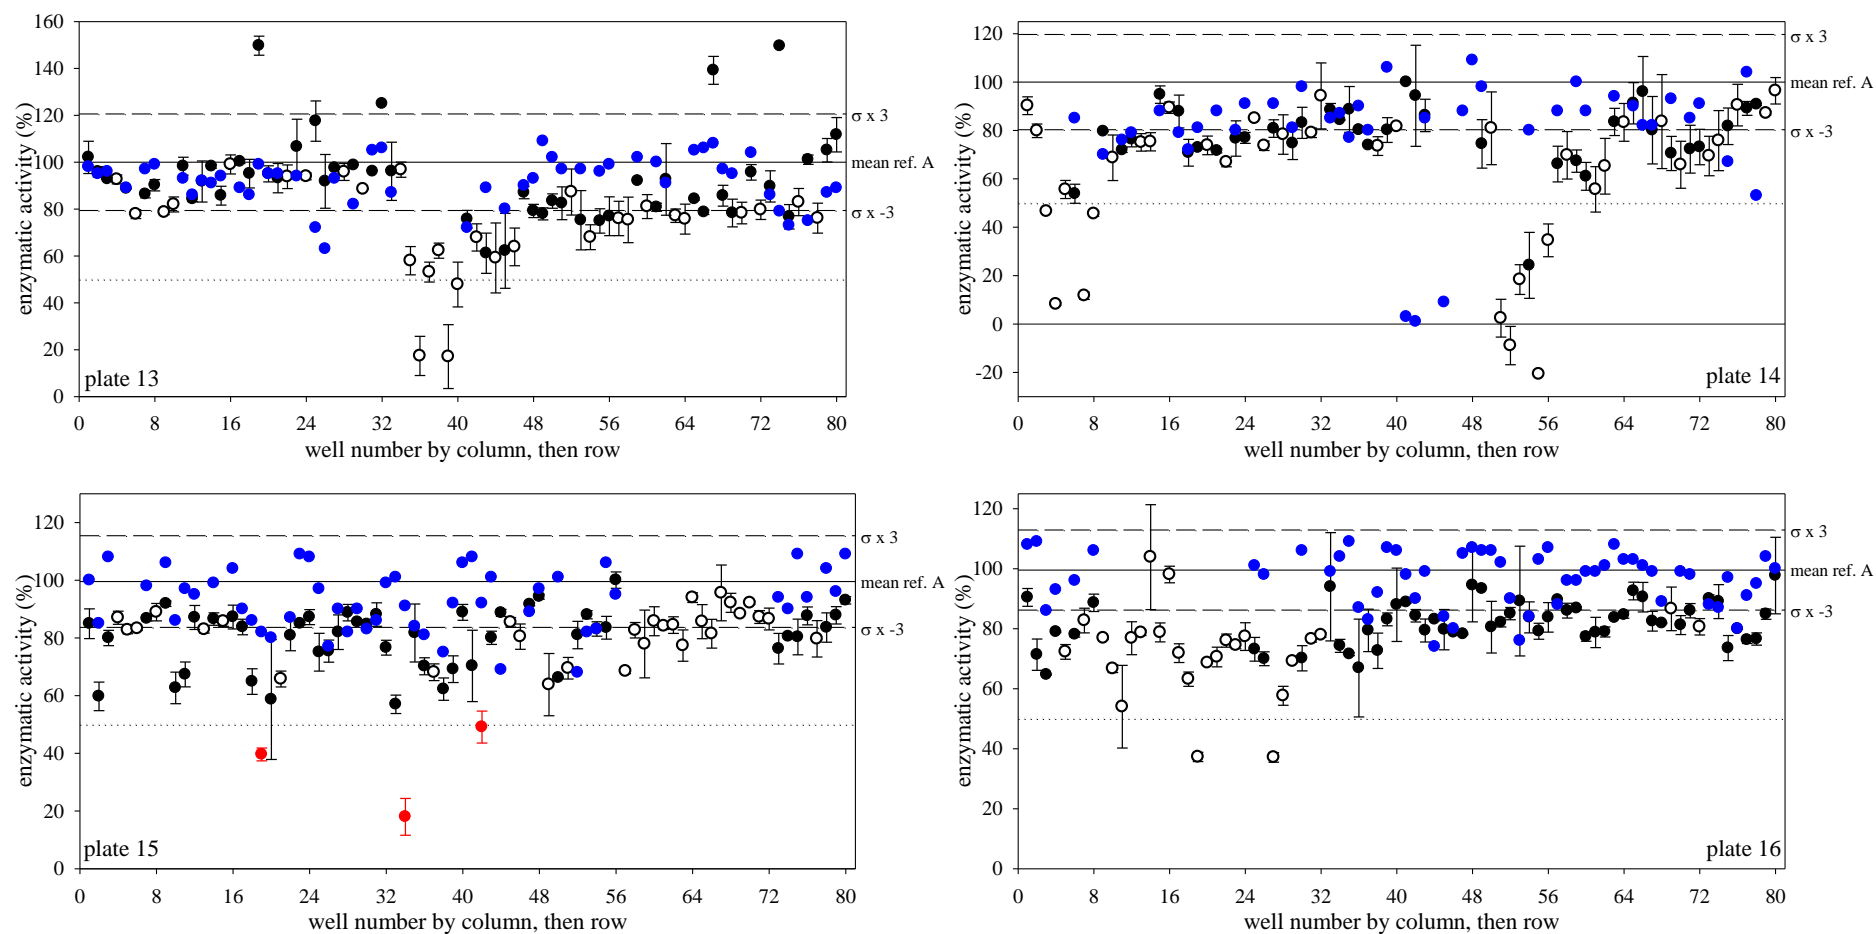 160
140
120
100
80
60
40
20
0
enzymatic activity (%)
σ x 3
mean ref. A
σ x -3
plate 13
0 8 16 24 32 40 48 56 64 72 80
well number by column, then row
120
100
80
60
40
20
0
-20
enzymatic activity (%)
σ x 3
mean ref. A
σ x -3
plate 14
0 8 16 24 32 40 48 56 64 72 80
well number by column, then row
120
100
80
60
40
20
0
enzymatic activity (%)
σ x 3
mean ref. A
σ x -3
plate 15
0 8 16 24 32 40 48 56 64 72 80
well number by column, then row
120
100
80
60
40
20
0
enzymatic activity (%)
σ x 3
mean ref. A
σ x -3
plate 16
0 8 16 24 32 40 48 56 64 72 80
well number by column, then row